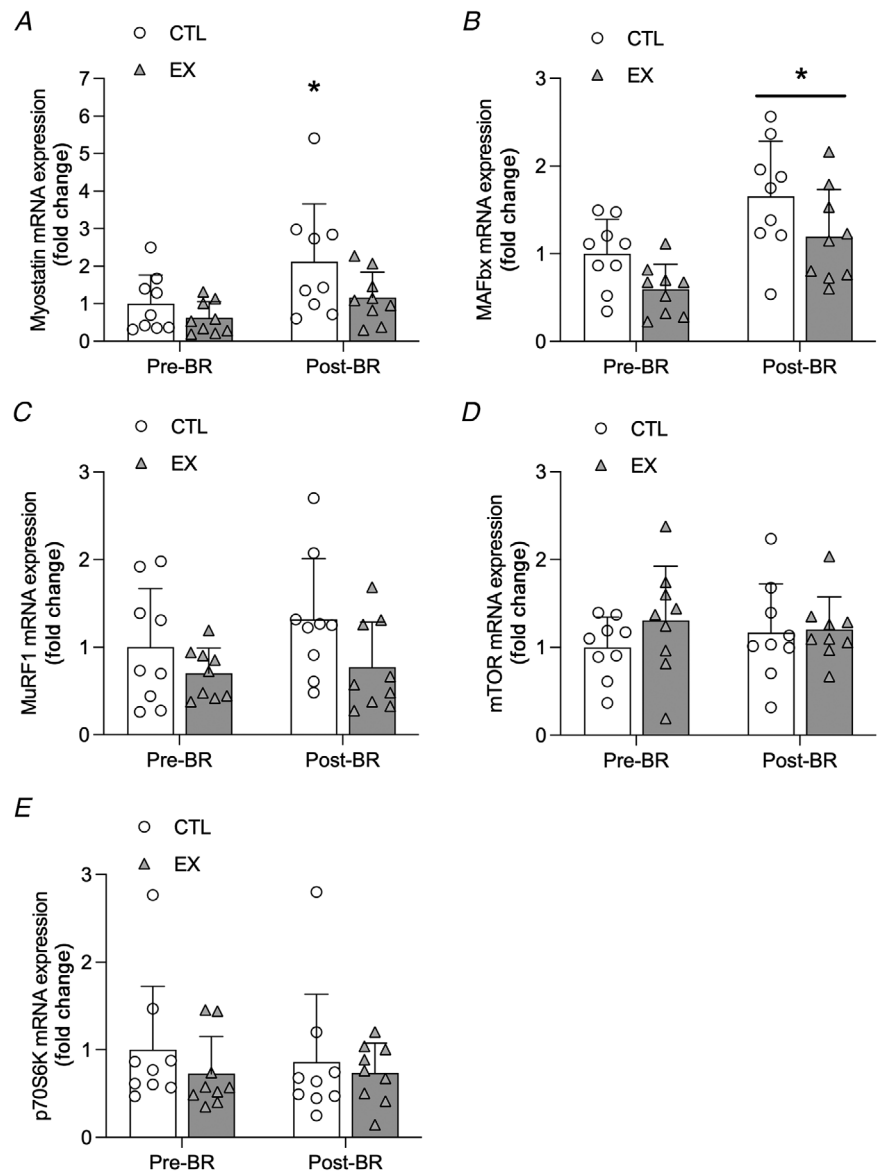 A
CTL
EX
Myostatin mRNA expression
(fold change)
7
6
5
4
3
2
1
0
*
Pre-BR
Post-BR
B
CTL
EX
MAFbx mRNA expression
(fold change)
3
2
1
0
*
Pre-BR
Post-BR
C
CTL
EX
MuRF1 mRNA expression
(fold change)
3
2
1
0
Pre-BR
Post-BR
D
CTL
EX
mTOR mRNA expression
(fold change)
3
2
1
0
Pre-BR
Post-BR
E
CTL
EX
p70S6K mRNA expression
(fold change)
3
2
1
0
Pre-BR
Post-BR